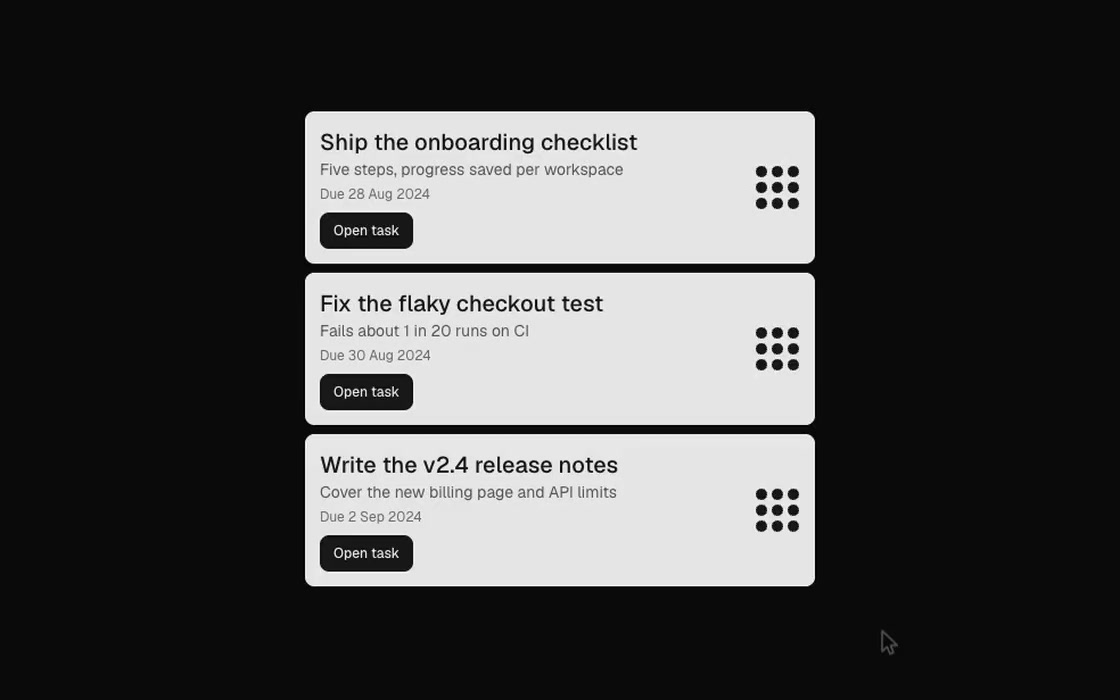 Ship the onboarding checklist
Five steps, progress saved per workspace
Due 28 Aug 2024
Open task
Fix the flaky checkout test
Fails about 1 in 20 runs on CI
Due 30 Aug 2024
Open task
Write the v2.4 release notes
Cover the new billing page and API limits
Due 2 Sep 2024
Open task